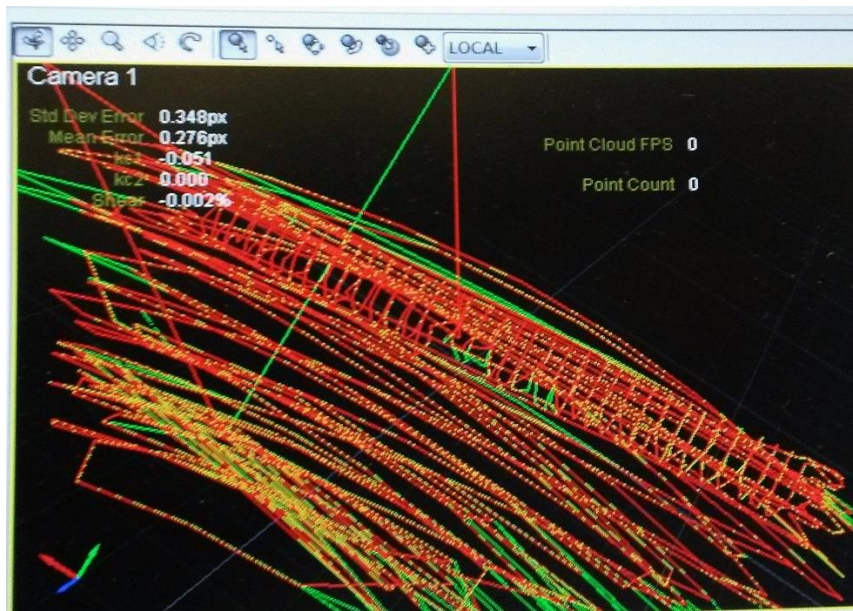 LOCAL
Camera 1
Std Dev Error 0.348px
Mean Error 0.276px
kc1 -0.051
kc2 0.000
Shear -0.002%
Point Cloud FPS 0
Point Count 0